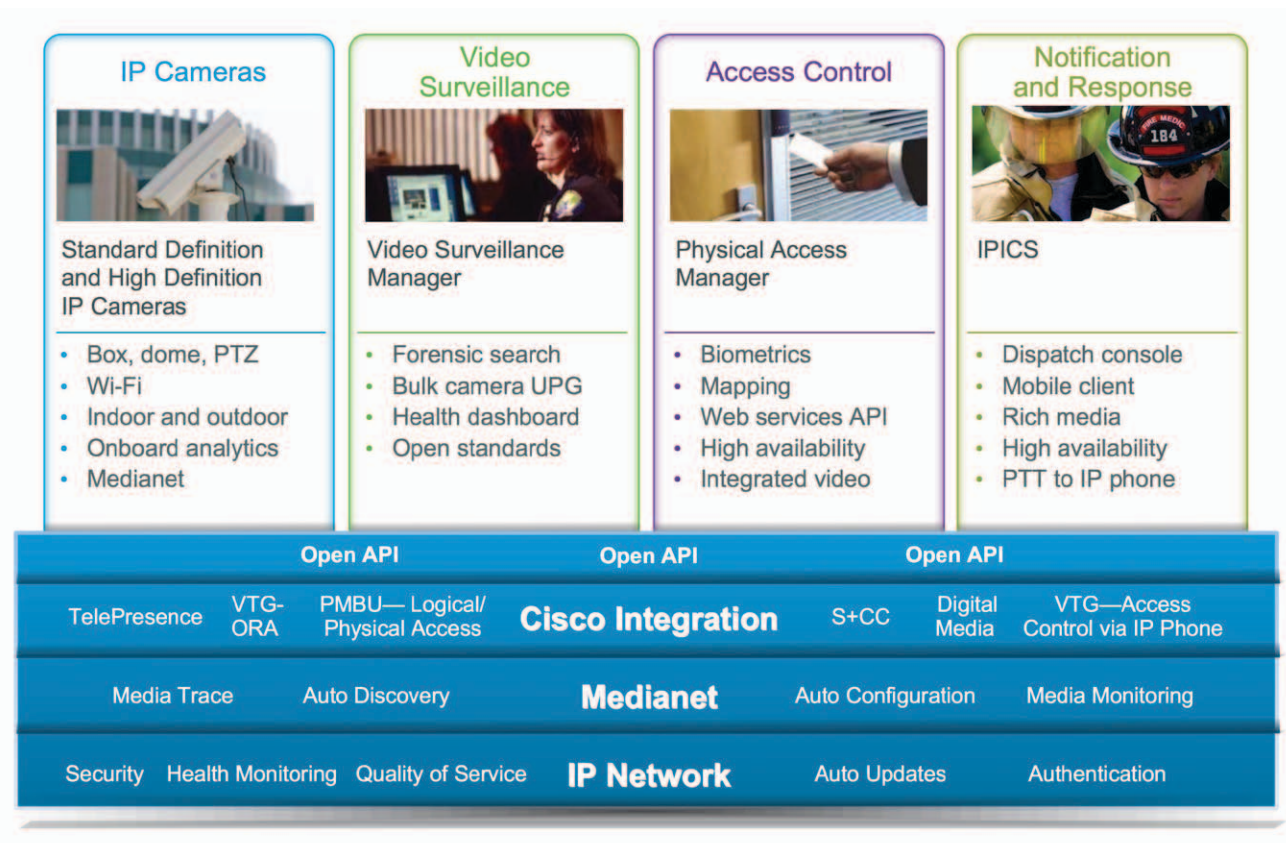 IP Cameras
Standard Definition
and High Definition
IP Cameras
• Box, dome, PTZ
• Wi-Fi
• Indoor and outdoor
• Onboard analytics
• Medianet
Video
Surveillance
Video Surveillance
Manager
• Forensic search
• Bulk camera UPG
• Health dashboard
• Open standards
Access Control
Physical Access
Manager
• Biometrics
• Mapping
• Web services API
• High availability
• Integrated video
Notification
and Response
FIRE MEDIC
184
IPICS
• Dispatch console
• Mobile client
• Rich media
• High availability
• PTT to IP phone
Open API Open API Open API
TelePresence
VTG-
ORA
PMBU— Logical/
Physical Access
Cisco Integration
S+CC
Digital
Media
VTG—Access
Control via IP Phone
Media Trace Auto Discovery Medianet Auto Configuration Media Monitoring
Security Health Monitoring Quality of Service IP Network Auto Updates Authentication